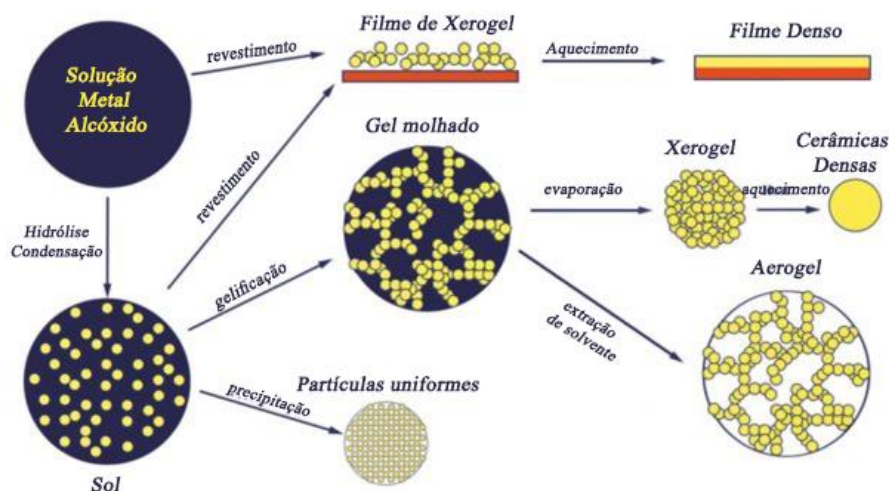 Filme de Xerogel
Filme Denso
revestimento
Aquecimento
Solução
Metal
Alcóxido
Gel molhado
revestimento
Xerogel
Cerâmicas
Densas
evaporação
aquecimento
Hidrólise
Condensação
gelificação
Aerogel
extração
de solvente
Partículas uniformes
precipitação
Sol